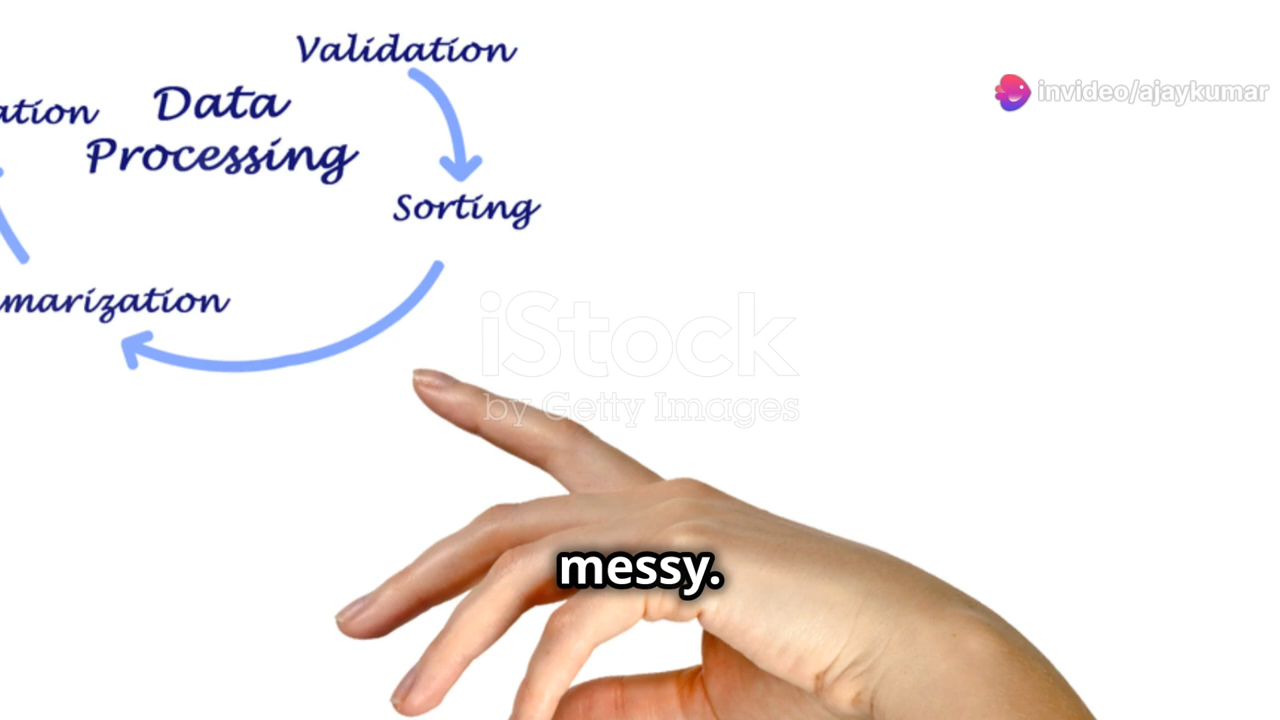 Validation
Data
Processing
ation
Sorting
marization
invideo/ajaykumar
iStock
by Getty Images
messy.